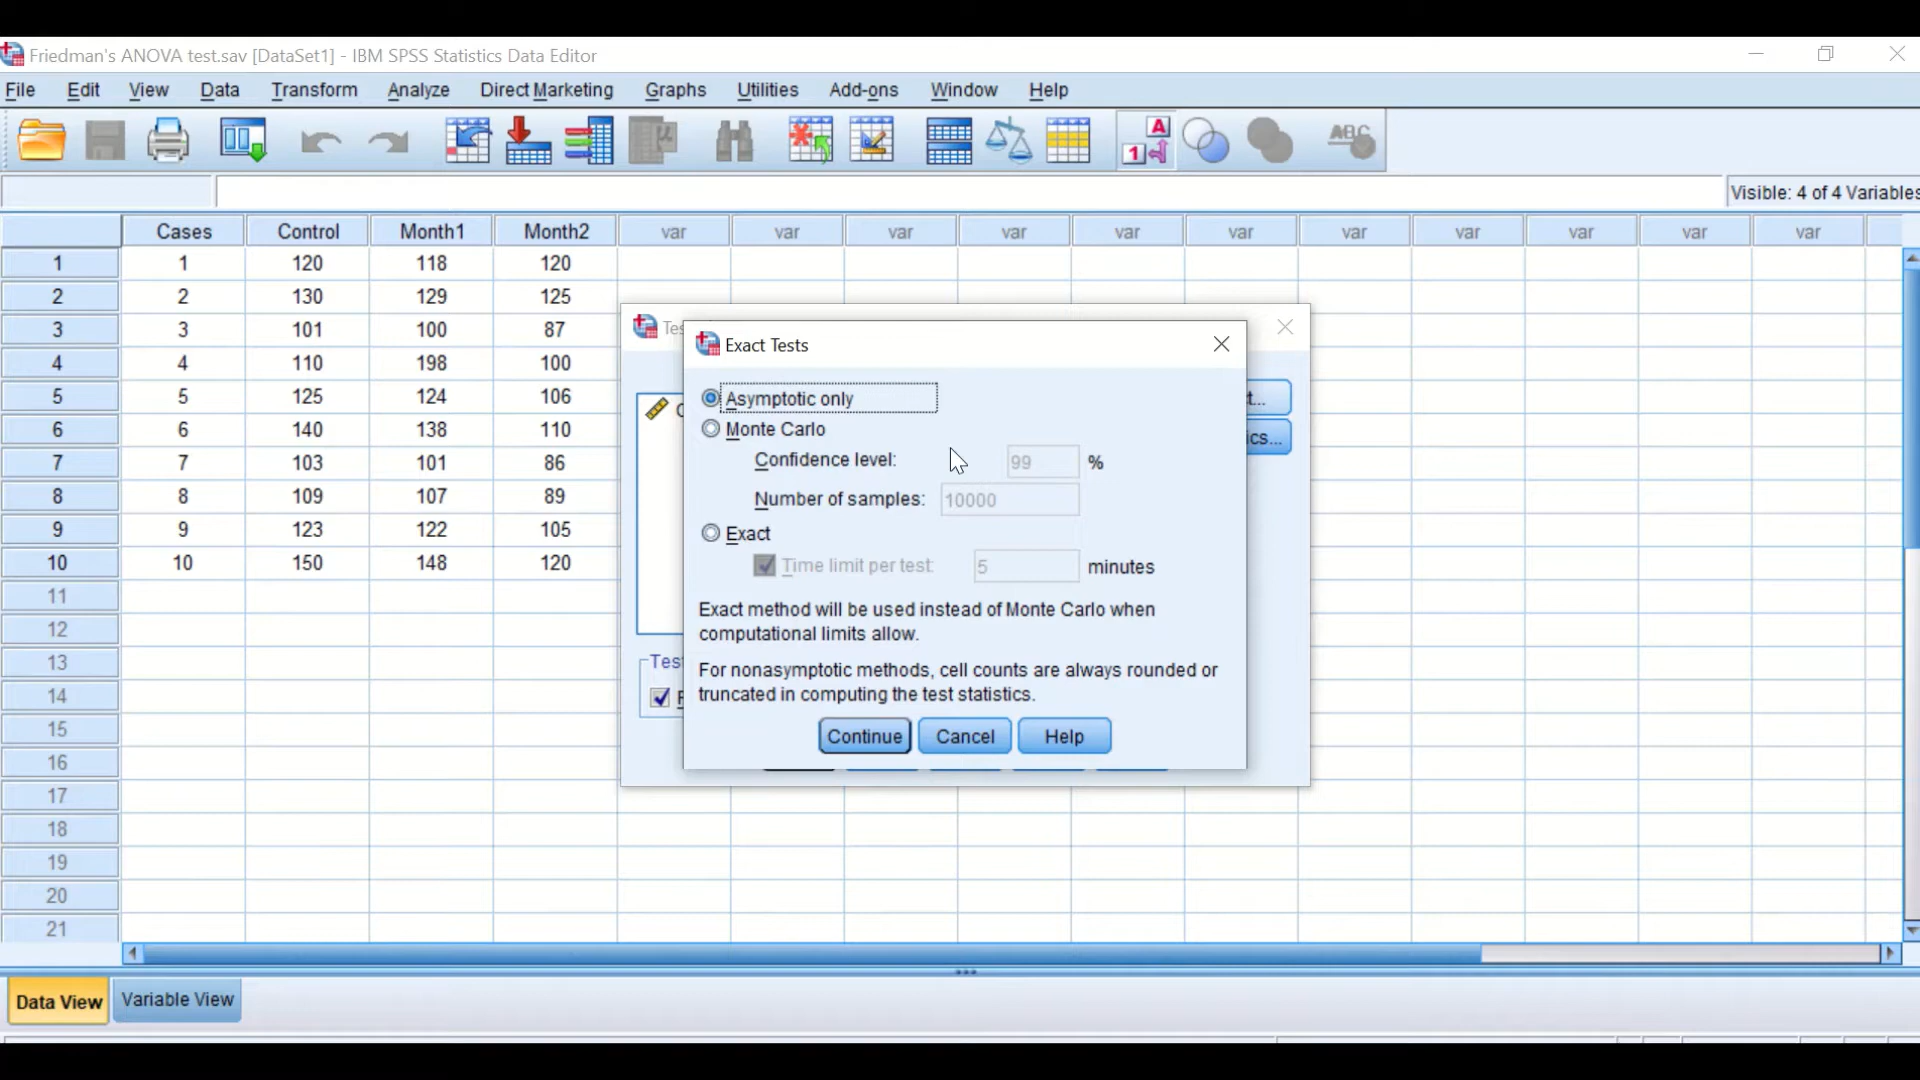 Friedman's ANOVA test.sav [DataSet1] - IBM SPSS Statistics Data Editor
File Edit View Data Transform Analyze Direct Marketing Graphs Utilities Add-ons Window Help
Visible: 4 of 4 Variables
Cases Control Month1 Month2 var var var var var var var var var var var
1 1 120 118 120
2 2 130 129 125
3 3 101 100 87
4 4 110 198 100
5 5 125 124 106
6 6 140 138 110
7 7 103 101 86
8 8 109 107 89
9 9 123 122 105
10 10 150 148 120
11
12
13
14
15
16
17
18
19
20
21
Exact Tests
Asymptotic only
Monte Carlo
Confidence level: 99 %
Number of samples: 10000
Exact
Time limit per test: 5 minutes
Exact method will be used instead of Monte Carlo when
computational limits allow.
For nonasymptotic methods, cell counts are always rounded or
truncated in computing the test statistics.
Continue Cancel Help
Data View Variable View